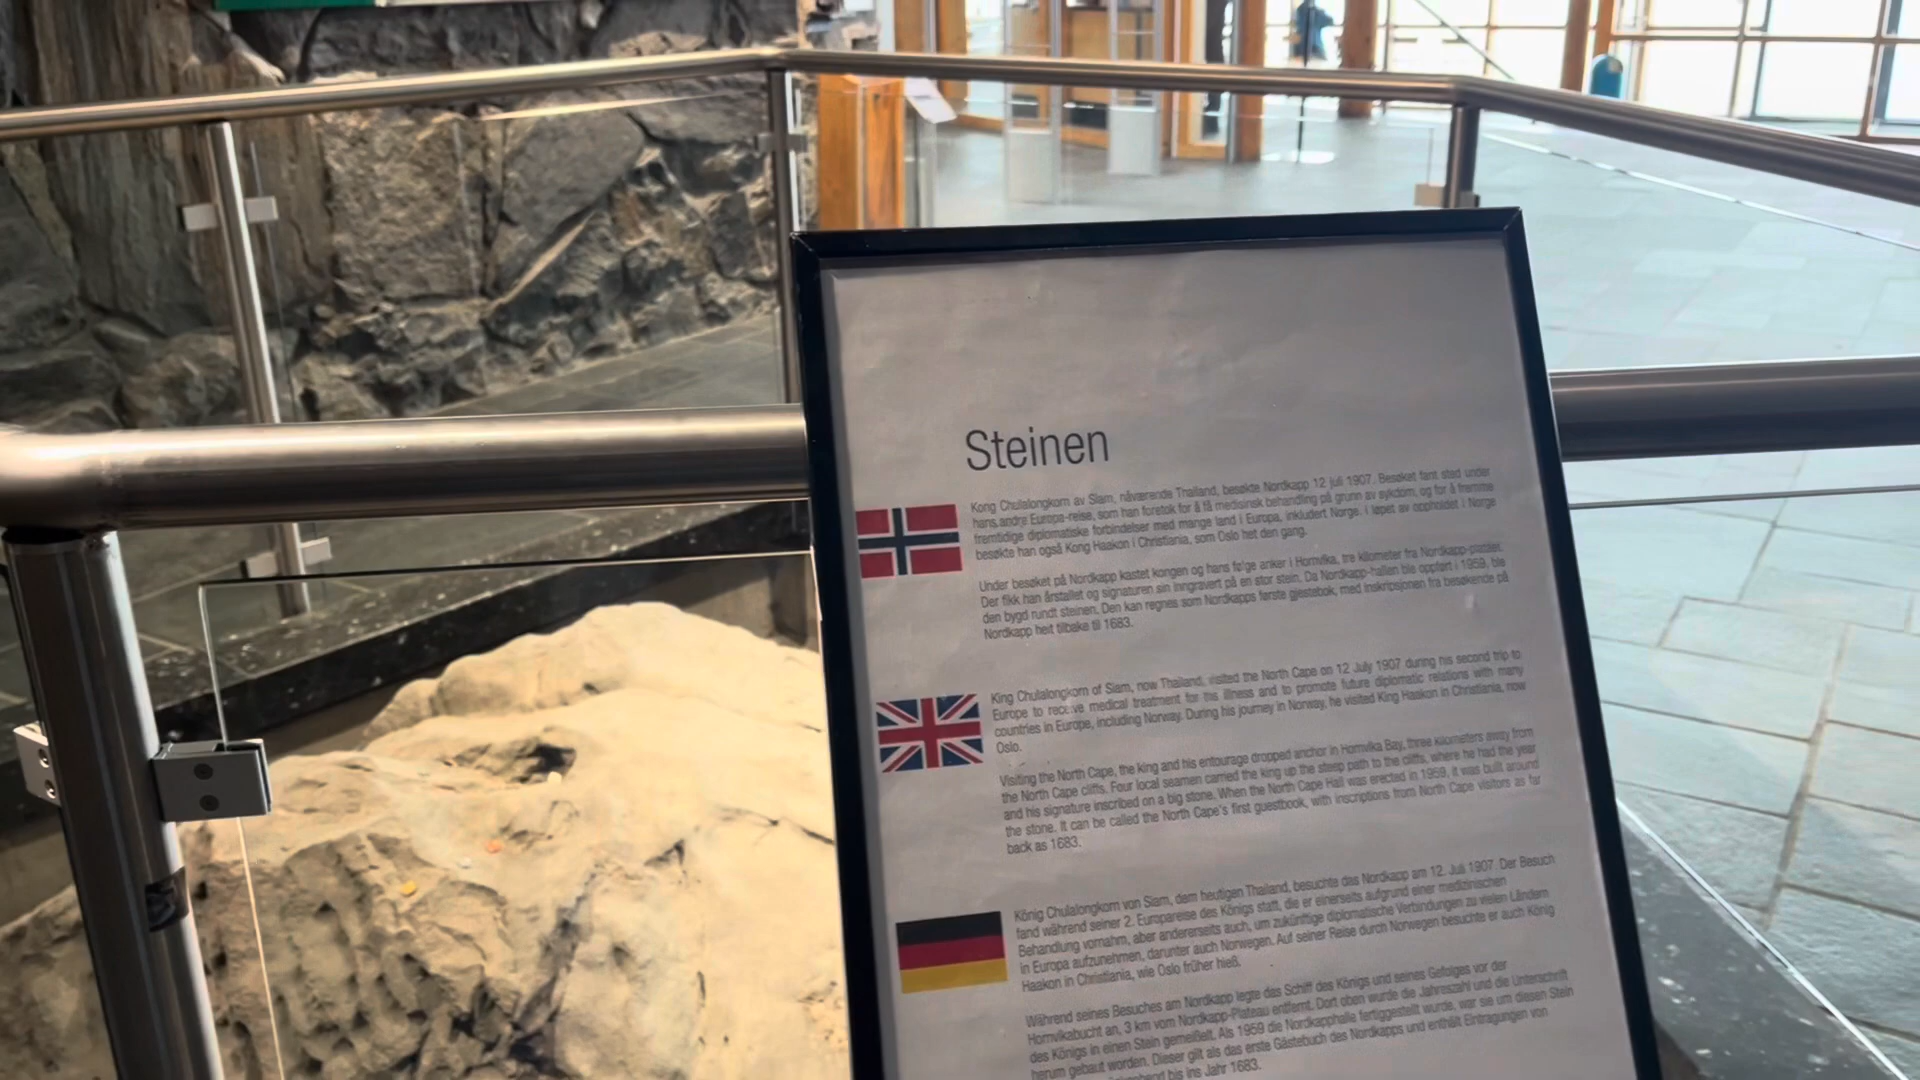 Steinen
Kong Chulalongkorn av Siam, nåværende Thailand, besøkte Nordkapp 12 juli 1907. Besøket fant sted under
hans andre Europa-reise, som han foretok for å få medisinsk behandling på grunn av sykdom, og for å fremme
fremtidige diplomatiske forbindelser med mange land i Europa, inkludert Norge. I løpet av oppholdet i Norge
besøkte han også Kong Haakon i Christiania, som Oslo het den gang.
Under besøket på Nordkapp kastet kongen og hans følge anker i Hornvika, tre kilometer fra Nordkapp-platået.
Der fikk han årstallet og signaturen sin inngravert på en stor stein. Da Nordkapp-hallen ble oppført i 1959, ble
den bygd rundt steinen. Den kan regnes som Nordkapps første gjestebok, med inskripsjonen fra besøkende på
Nordkapp helt tilbake til 1683.
King Chulalongkorn of Siam, now Thailand, visited the North Cape on 12 July 1907 during his second trip to
Europe to receive medical treatment for his illness and to promote future diplomatic relations with many
countries in Europe, including Norway. During his journey in Norway, he visited King Haakon in Christiania, now
Oslo.
Visiting the North Cape, the king and his entourage dropped anchor in Hornvika Bay, three kilometers away from
the North Cape cliffs. Four local seamen carried the king up the steep path to the cliffs, where he had the year
and his signature inscribed on a big stone. When the North Cape Hall was erected in 1959, it was built around
the stone. It can be called the North Cape's first guestbook, with inscriptions from North Cape visitors as far
back as 1683.
König Chulalongkorn von Siam, dem heutigen Thailand, besuchte das Nordkapp am 12. Juli 1907. Der Besuch
fand während seiner 2. Europareise des Königs statt, die er einerseits aufgrund einer medizinischen
Behandlung vornahm, aber andererseits auch, um zukünftige diplomatische Verbindungen zu vielen Ländern
in Europa aufzunehmen, darunter auch Norwegen. Auf seiner Reise durch Norwegen besuchte er auch König
Haakon in Christiania, wie Oslo früher hieß.
Während seines Besuches am Nordkapp legte das Schiff des Königs und seines Gefolges vor der
Hornvikabucht an, 3 km vom Nordkapp-Plateau entfernt. Dort oben wurde die Jahreszahl und die Unterschrift
des Königs in einen Stein gemeißelt. Als 1959 die Nordkapphalle fertiggestellt wurde, war sie um diesen Stein
herum gebaut worden. Dieser gilt als das erste Gästebuch des Nordkapps und enthält Eintragungen von
bis ins Jahr 1683.